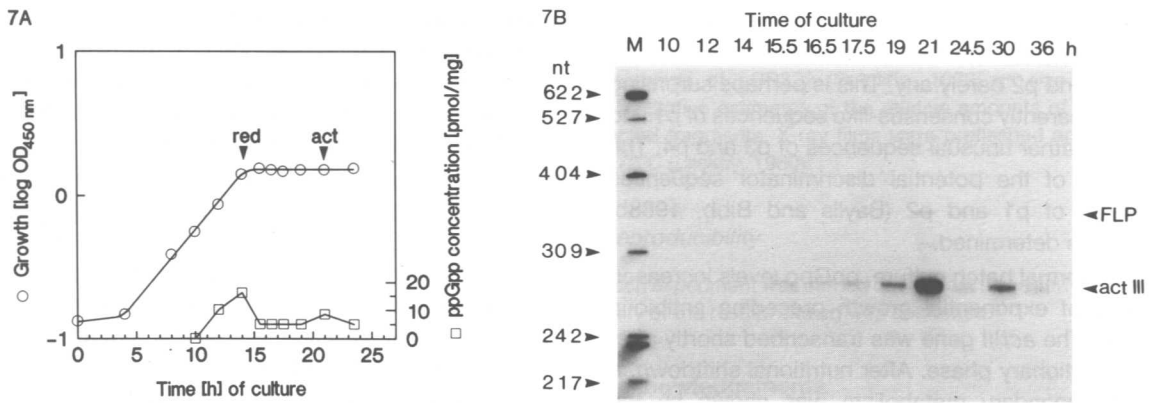 7A
1
0
-1
Growth [log OD450 nm]
red
act
20
10
0
ppGpp concentration [pmol/mg]
0
5
10
15
20
25
Time [h] of culture
7B
Time of culture
M 10 12 14 15.5 16.5 17.5 19 21 24.5 30 36 h
nt
622
527
404
309
242
217
FLP
act III